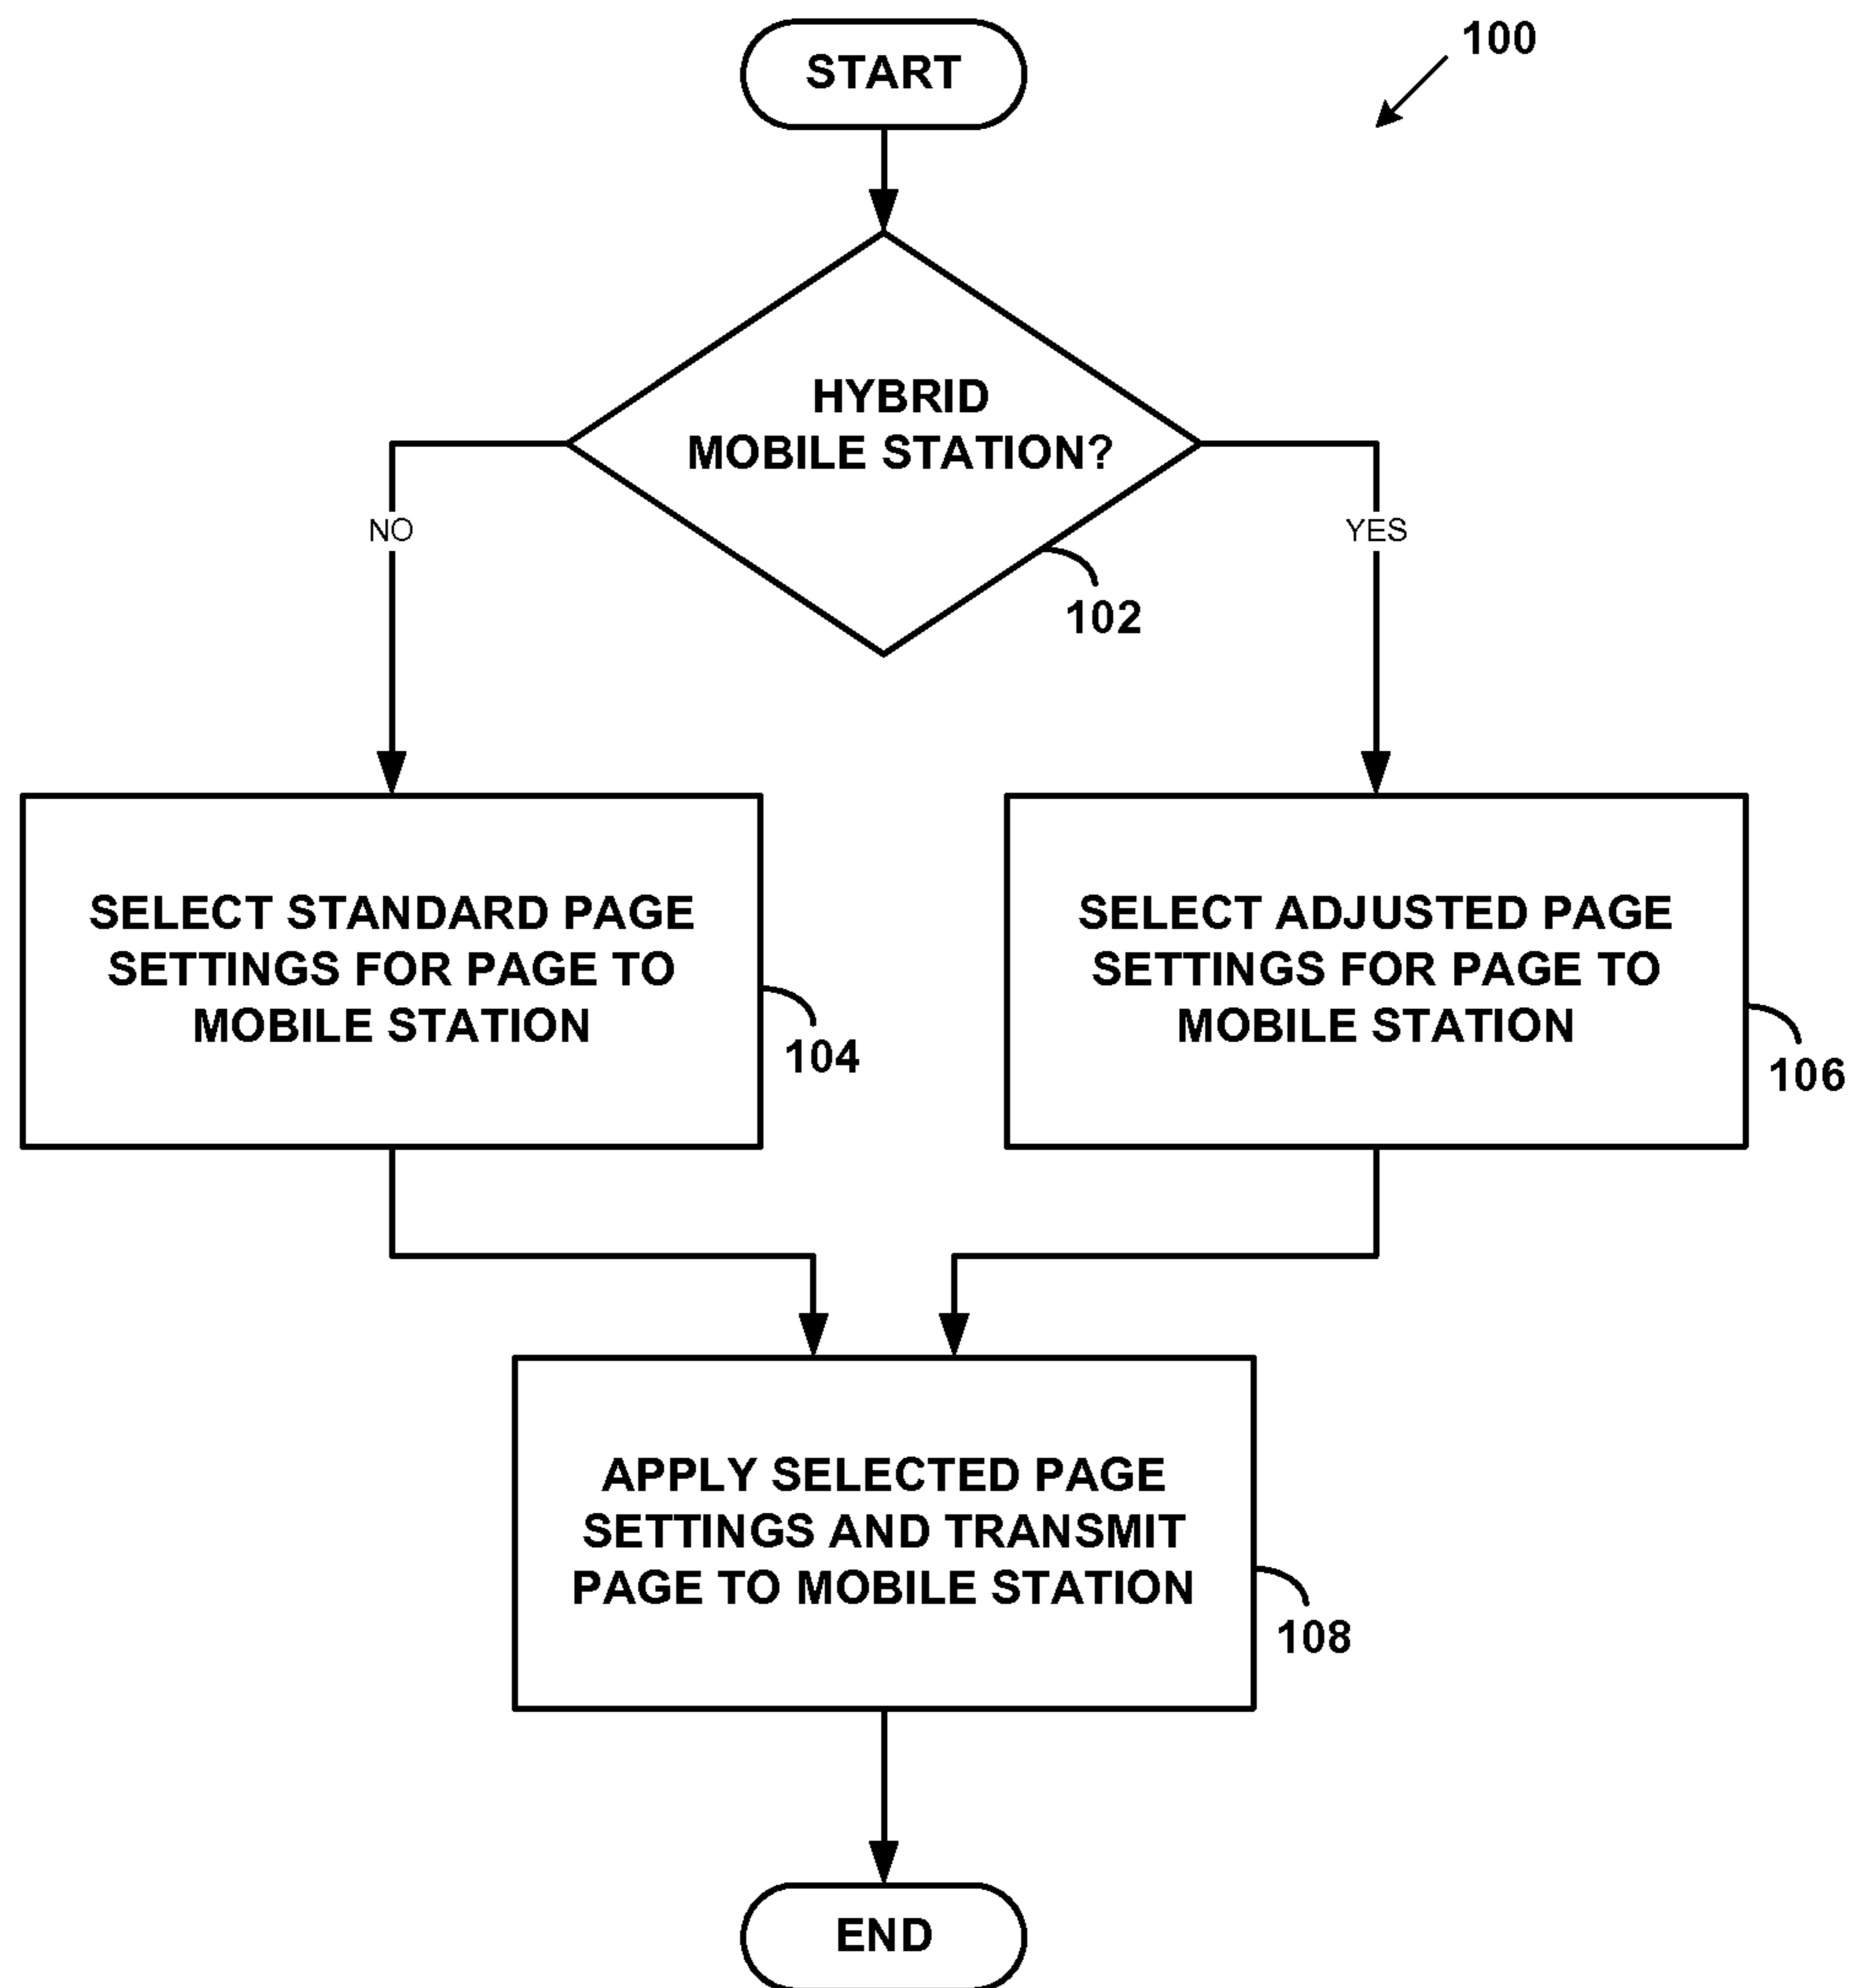 START
100
HYBRID
MOBILE STATION?
NO
YES
102
SELECT STANDARD PAGE
SETTINGS FOR PAGE TO
MOBILE STATION
104
SELECT ADJUSTED PAGE
SETTINGS FOR PAGE TO
MOBILE STATION
106
APPLY SELECTED PAGE
SETTINGS AND TRANSMIT
PAGE TO MOBILE STATION
108
END